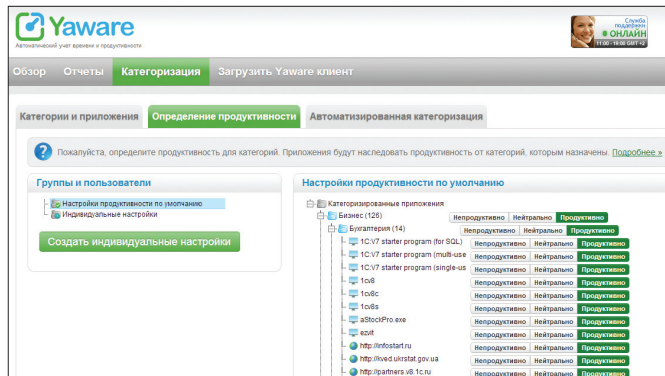 Yaware
Автоматический учет времени и продуктивности
Служба
поддержки
ОНЛАЙН
11:00 - 18:00 GMT +2
Обзор Отчеты Категоризация Загрузить Yaware клиент
Категории и приложения Определение продуктивности Автоматизированная категоризация
Пожалуйста, определите продуктивность для категорий. Приложения будут наследовать продуктивность от категорий, которым назначены. Подробнее »
Группы и пользователи
Настройки продуктивности по умолчанию
Индивидуальные настройки
Создать индивидуальные настройки
Настройки продуктивности по умолчанию
Категоризированные приложения
Бизнес (126) Непродуктивно Нейтрально Продуктивно
Бухгалтерия (14) Непродуктивно Нейтрально Продуктивно
1C:V7 starter program (for SQL) Непродуктивно Нейтрально Продуктивно
1C:V7 starter program (multi-use Непродуктивно Нейтрально Продуктивно
1C:V7 starter program (single-us Непродуктивно Нейтрально Продуктивно
1cv8 Непродуктивно Нейтрально Продуктивно
1cv8c Непродуктивно Нейтрально Продуктивно
1cv8s Непродуктивно Нейтрально Продуктивно
aStockPro.exe Непродуктивно Нейтрально Продуктивно
ezvit Непродуктивно Нейтрально Продуктивно
http://infostart.ru Непродуктивно Нейтрально Продуктивно
http://kved.ukrstat.gov.ua Непродуктивно Нейтрально Продуктивно
http://partners.v8.1c.ru Непродуктивно Нейтрально Продуктивно